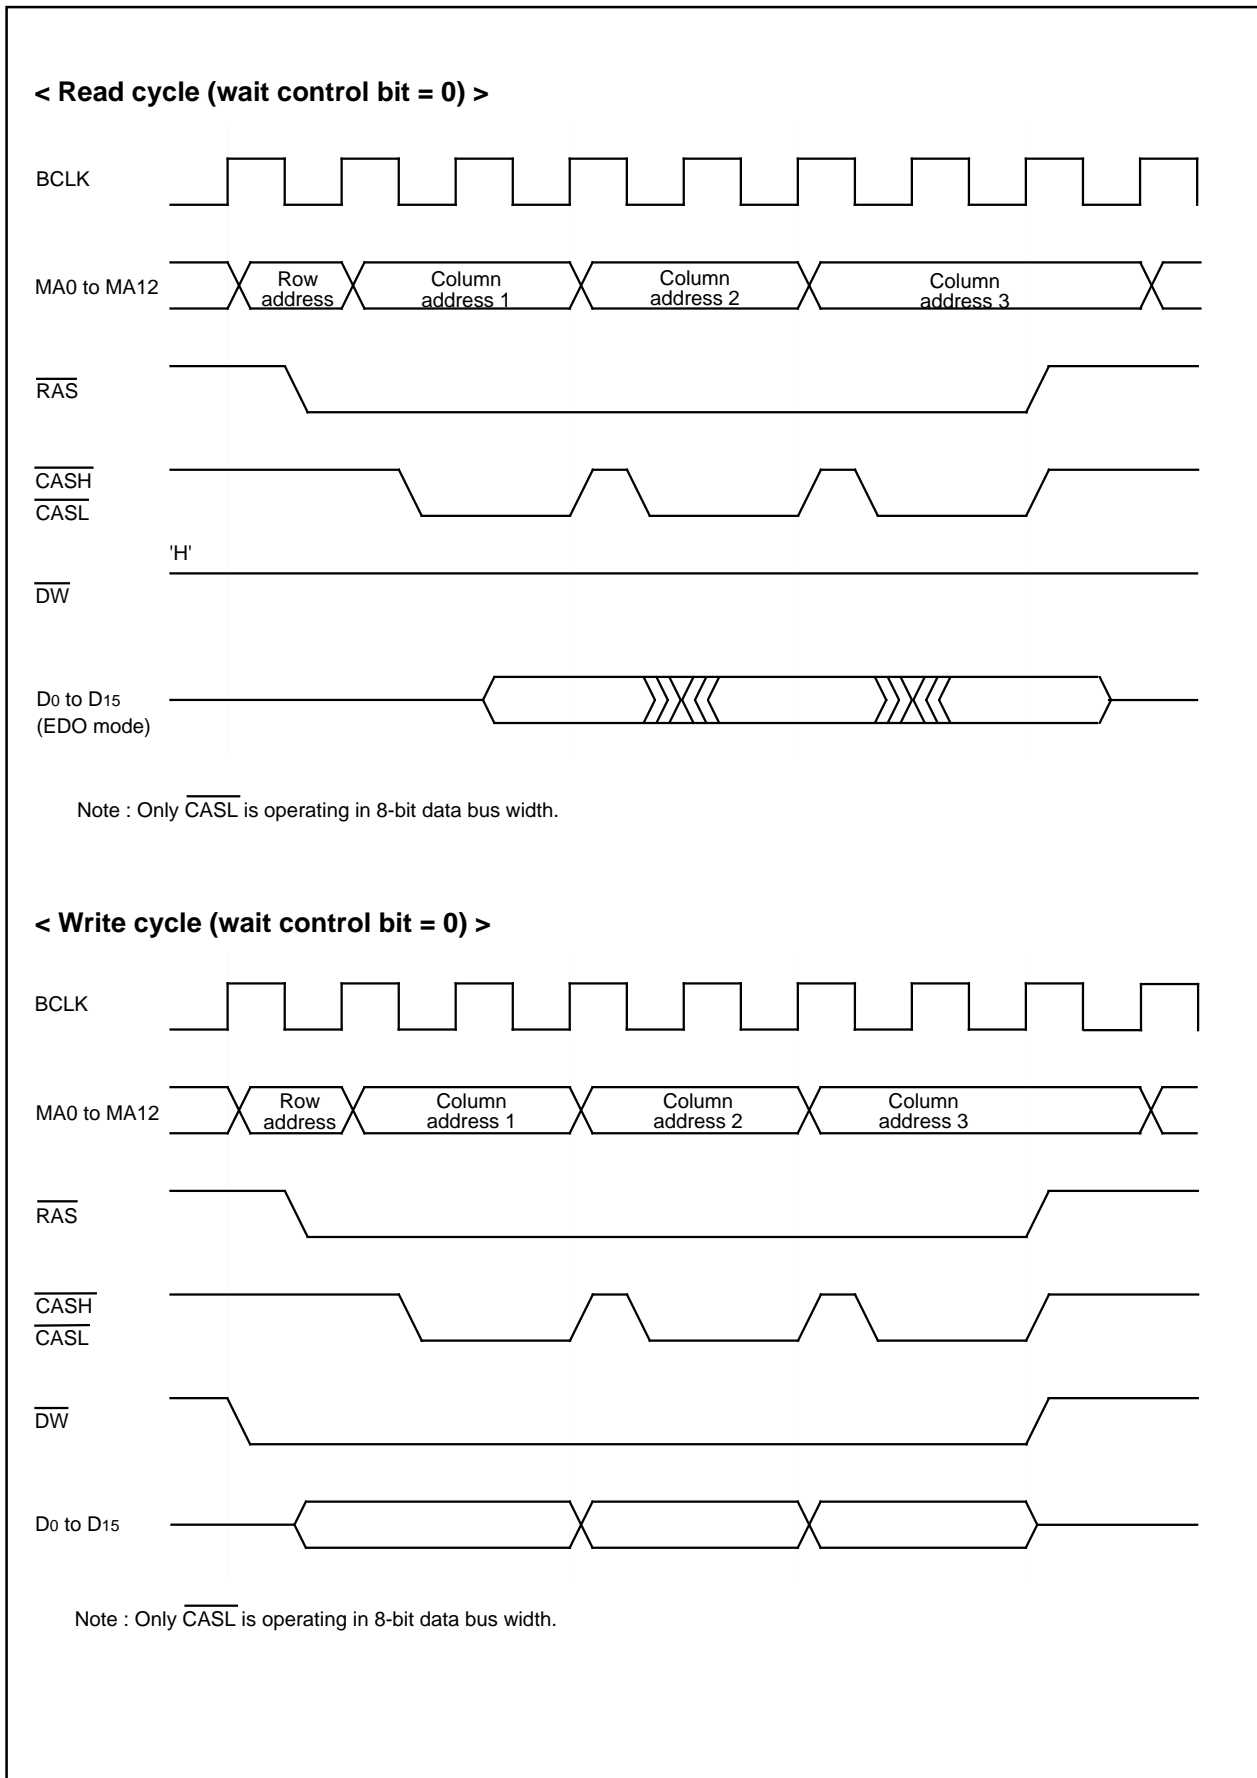 < Read cycle (wait control bit = 0) >
BCLK
MA0 to MA12
Row
address
Column
address 1
Column
address 2
Column
address 3
RAS
CASH
CASL
'H'
DW
D0 to D15
(EDO mode)
Note : Only CASL is operating in 8-bit data bus width.
< Write cycle (wait control bit = 0) >
BCLK
MA0 to MA12
Row
address
Column
address 1
Column
address 2
Column
address 3
RAS
CASH
CASL
DW
D0 to D15
Note : Only CASL is operating in 8-bit data bus width.